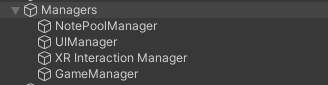 Managers
NotePoolManager
UIManager
XR Interaction Manager
GameManager